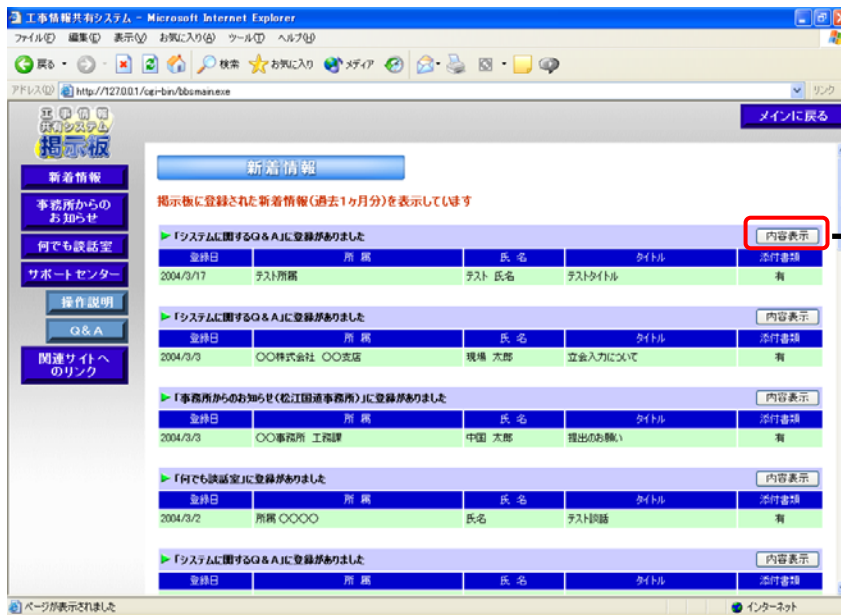 工事情報共有システム - Microsoft Internet Explorer
ファイル(F) 編集(E) 表示(V) お気に入り(A) ツール(T) ヘルプ(H)
戻る 検索 お気に入り メディア
アドレス(D) http://127.0.0.1/cgi-bin/bbsmain.exe リンク
工事情報
共有システム
掲示板
メインに戻る
新着情報
事務所からの
お知らせ
何でも談話室
サポートセンター
操作説明
Q&A
関連サイトへ
のリンク
新着情報
掲示板に登録された新着情報(過去1ヶ月分)を表示しています
「システムに関するQ&A」に登録がありました 内容表示
登録日 所属 氏名 タイトル 添付書類
2004/3/17 テスト所属 テスト 氏名 テストタイトル 有
「システムに関するQ&A」に登録がありました 内容表示
登録日 所属 氏名 タイトル 添付書類
2004/3/3 〇〇株式会社 〇〇支店 現場 太郎 立会入力について 有
「事務所からのお知らせ(松江国道事務所)」に登録がありました 内容表示
登録日 所属 氏名 タイトル 添付書類
2004/3/3 〇〇事務所 工務課 中国 太郎 提出のお願い 有
「何でも談話室」に登録がありました 内容表示
登録日 所属 氏名 タイトル 添付書類
2004/3/2 所属 〇〇〇〇 氏名 テスト談話 有
「システムに関するQ&A」に登録がありました 内容表示
登録日 所属 氏名 タイトル 添付書類
ページが表示されました インターネット